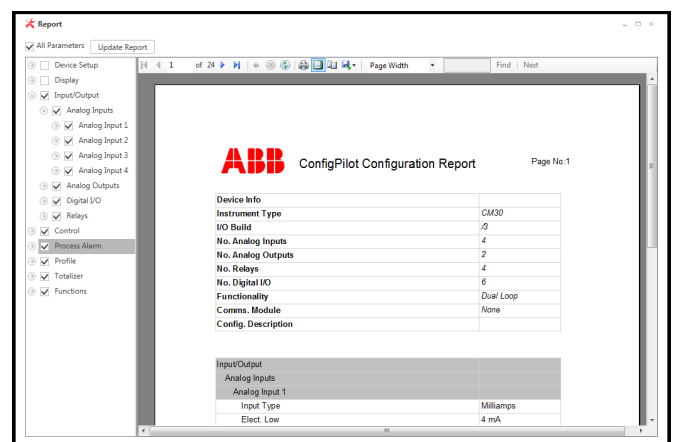 Report
All Parameters Update Report
Device Setup
Display
Input/Output
Analog Inputs
Analog Input 1
Analog Input 2
Analog Input 3
Analog Input 4
Analog Outputs
Digital I/O
Relays
Control
Process Alarm
Profile
Totalizer
Functions
1 of 24 Page Width Find | Next
ABB ConfigPilot Configuration Report Page No:1
Device Info
Instrument Type CM30
I/O Build /3
No. Analog Inputs 4
No. Analog Outputs 2
No. Relays 4
No. Digital I/O 6
Functionality Dual Loop
Comms. Module None
Config. Description
Input/Output
Analog Inputs
Analog Input 1
Input Type Milliamps
Elect. Low 4 mA